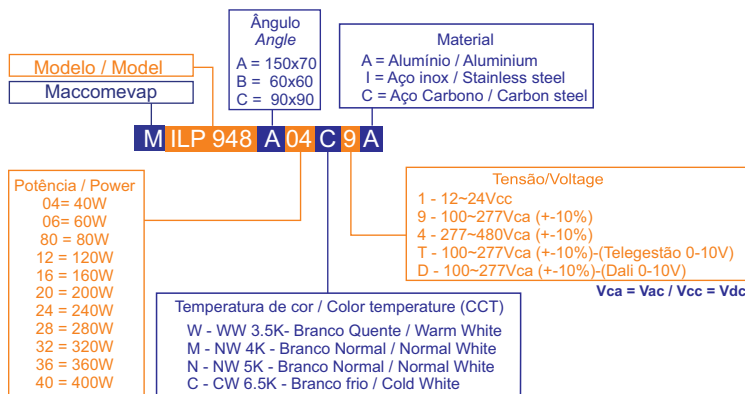 Ângulo
Angle
A = 150x70
B = 60x60
C = 90x90
Material
A = Alumínio / Aluminium
I = Aço inox / Stainless steel
C = Aço Carbono / Carbon steel
Modelo / Model
Maccomevap
M ILP 948 A 04 C 9 A
Potência / Power
04= 40W
06= 60W
80 = 80W
12 = 120W
16 = 160W
20 = 200W
24 = 240W
28 = 280W
32 = 320W
36 = 360W
40 = 400W
Tensão/Voltage
1 - 12~24Vcc
9 - 100~277Vca (+-10%)
4 - 277~480Vca (+-10%)
T - 100~277Vca (+-10%)-(Telegestão 0-10V)
D - 100~277Vca (+-10%)-(Dali 0-10V)
Vca = Vac / Vcc = Vdc
Temperatura de cor / Color temperature (CCT)
W - WW 3.5K- Branco Quente / Warm White
M - NW 4K - Branco Normal / Normal White
N - NW 5K - Branco Normal / Normal White
C - CW 6.5K - Branco frio / Cold White